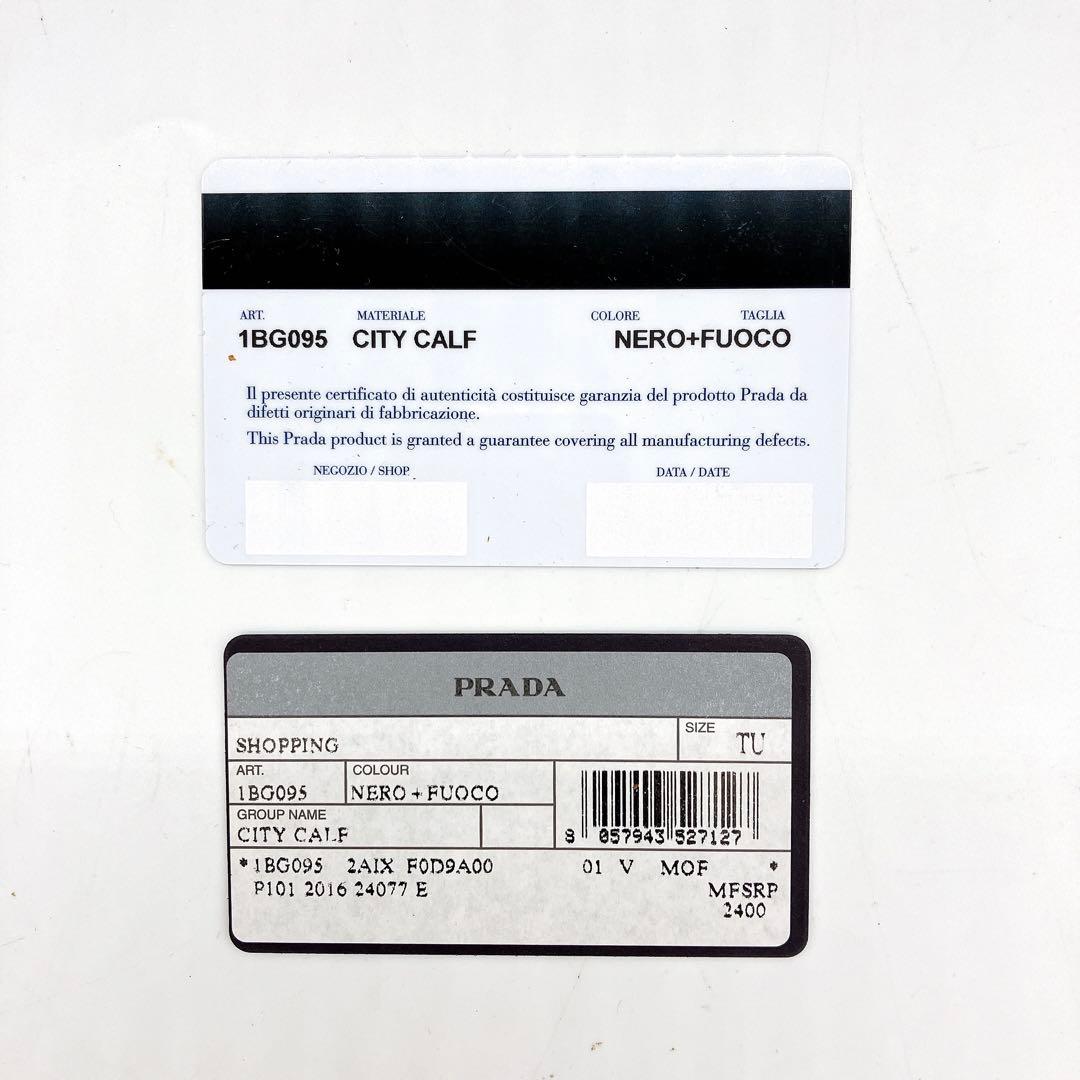 ART. MATERIALE COLORE TAGLIA
1BG095 CITY CALF NERO+FUOCO
Il presente certificato di autenticità costituisce garanzia del prodotto Prada da
difetti originari di fabbricazione.
This Prada product is granted a guarantee covering all manufacturing defects.
NEGOZIO / SHOP DATA / DATE
PRADA
SHOPPING SIZE TU
ART. COLOUR
1BG095 NERO+FUOCO
GROUP NAME
CITY CALF
8 057943 527127
*1BG095 2AIX F0D9A00 01 V MOF *
P101 2016 24077 E MFSRP
2400